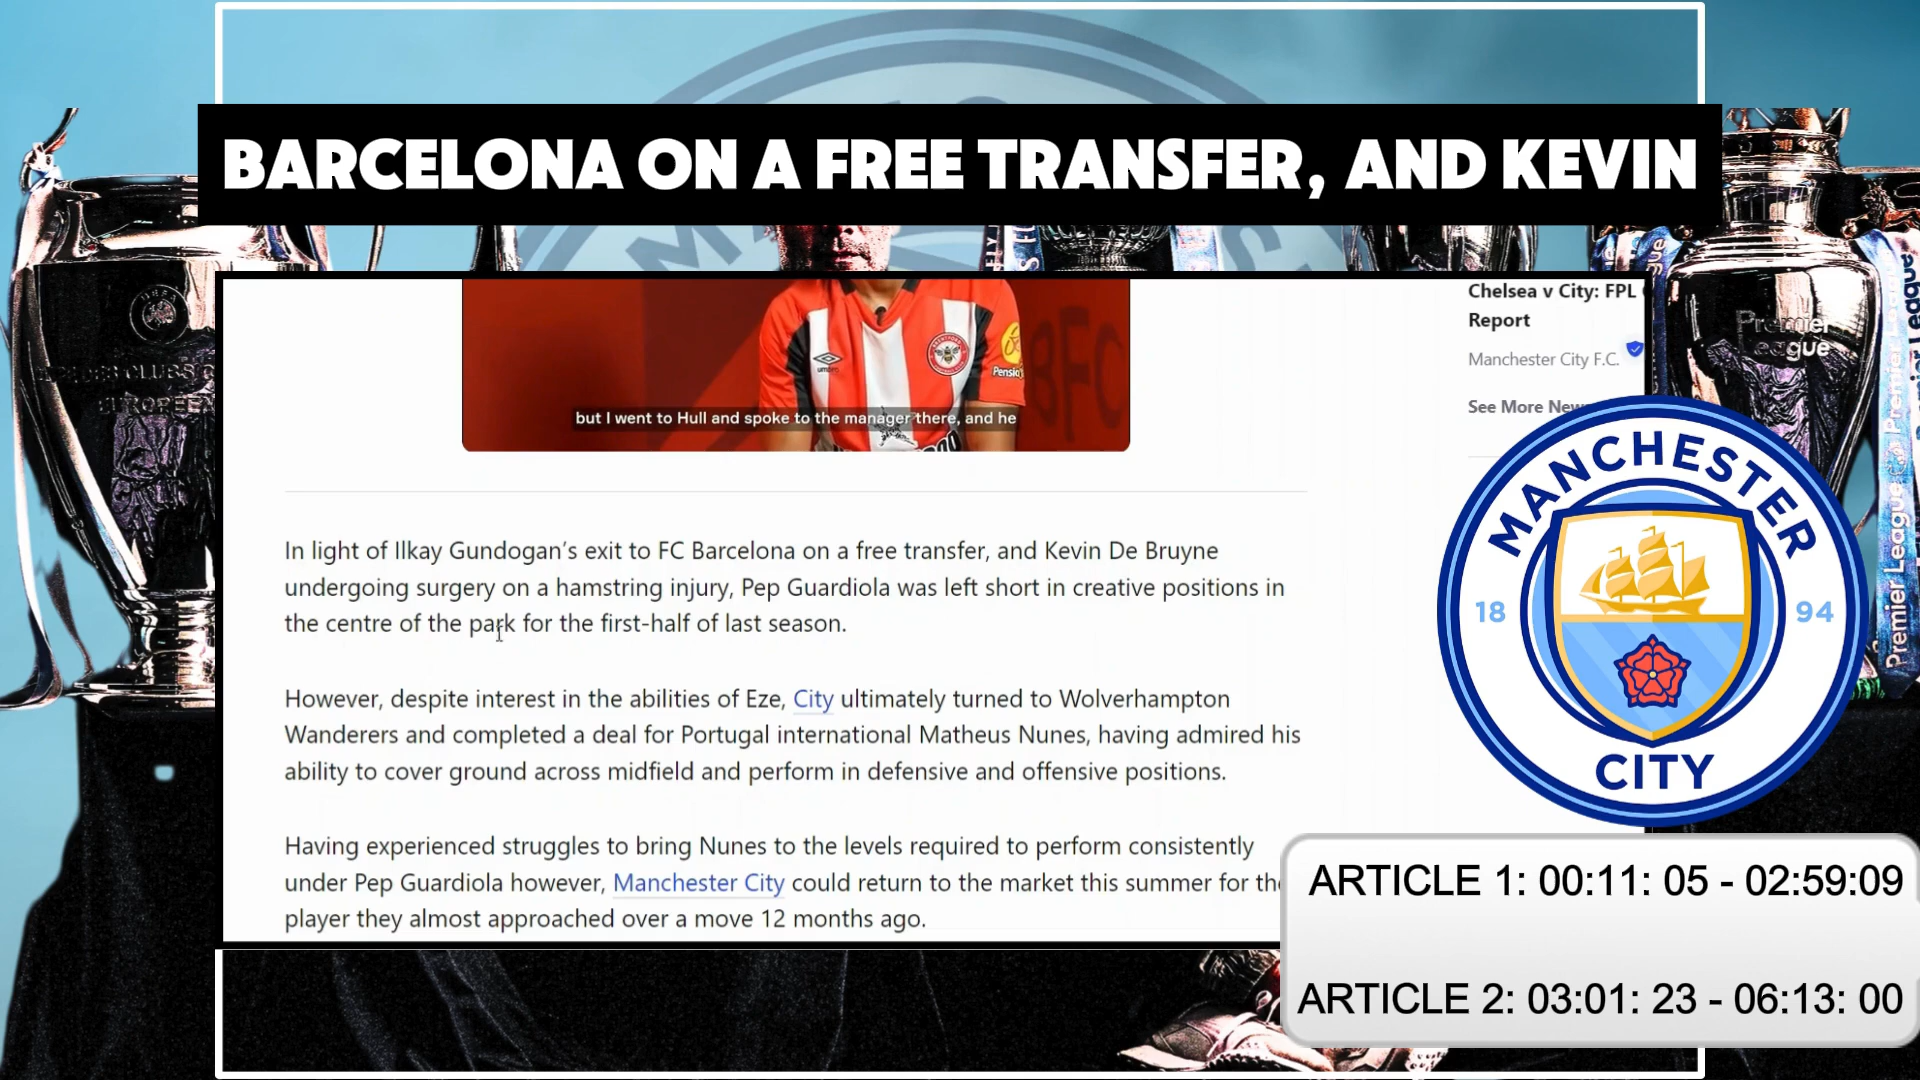 BARCELONA ON A FREE TRANSFER, AND KEVIN
Chelsea v City: FPL
Report
Manchester City F.C.
See More New
but I went to Hull and spoke to the manager there, and he
In light of Ilkay Gundogan’s exit to FC Barcelona on a free transfer, and Kevin De Bruyne
undergoing surgery on a hamstring injury, Pep Guardiola was left short in creative positions in
the centre of the park for the first-half of last season.
However, despite interest in the abilities of Eze, City ultimately turned to Wolverhampton
Wanderers and completed a deal for Portugal international Matheus Nunes, having admired his
ability to cover ground across midfield and perform in defensive and offensive positions.
Having experienced struggles to bring Nunes to the levels required to perform consistently
under Pep Guardiola however, Manchester City could return to the market this summer for the
player they almost approached over a move 12 months ago.
MANCHESTER
18 94
CITY
ARTICLE 1: 00:11: 05 - 02:59:09
ARTICLE 2: 03:01: 23 - 06:13: 00
Premier
League
Premier League
umbro
BFC